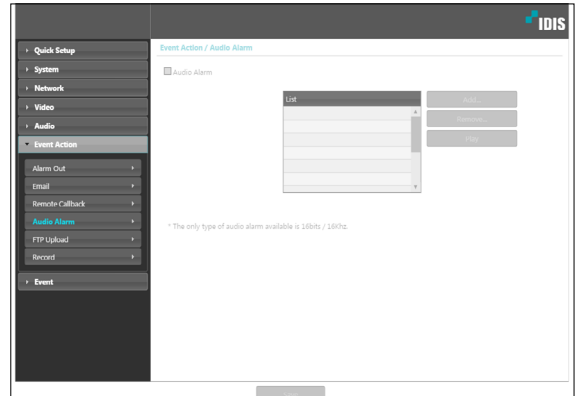 IDIS
Quick Setup
System
Network
Video
Audio
Event Action
Alarm Out
Email
Remote Callback
Audio Alarm
FTP Upload
Record
Event
Event Action / Audio Alarm
Audio Alarm
List
Add...
Remove...
Play
* The only type of audio alarm available is 16bits / 16Khz.